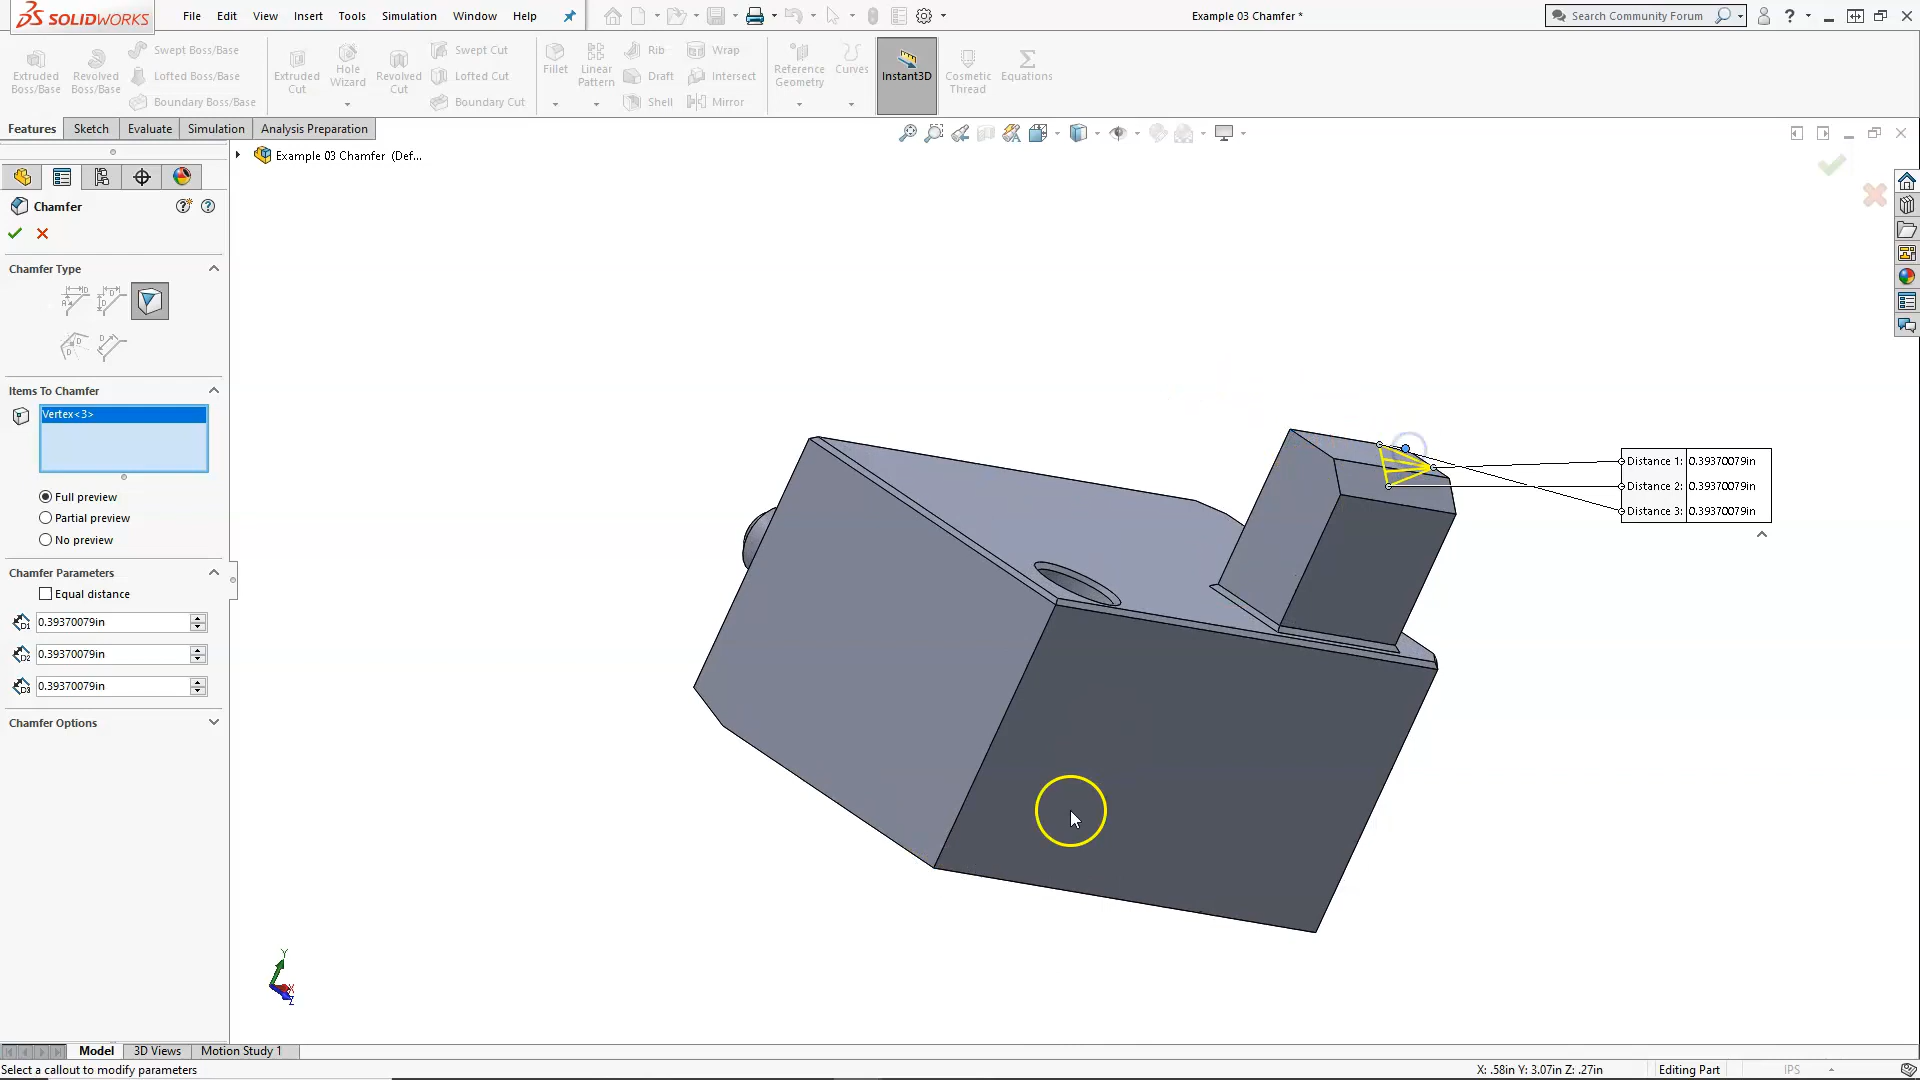 SOLIDWORKS
File Edit View Insert Tools Simulation Window Help
Example 03 Chamfer *
Search Community Forum
Extruded Boss/Base
Revolved Boss/Base
Swept Boss/Base
Lofted Boss/Base
Boundary Boss/Base
Extruded Cut
Hole Wizard
Revolved Cut
Swept Cut
Lofted Cut
Boundary Cut
Fillet
Linear Pattern
Rib
Draft
Shell
Wrap
Intersect
Mirror
Reference Geometry
Curves
Instant3D
Cosmetic Thread
Equations
Features Sketch Evaluate Simulation Analysis Preparation
Example 03 Chamfer (Def...
Chamfer
Chamfer Type
Items To Chamfer
Vertex<3>
Full preview
Partial preview
No preview
Chamfer Parameters
Equal distance
D1 0.39370079in
D2 0.39370079in
D3 0.39370079in
Chamfer Options
Distance 1: 0.39370079in
Distance 2: 0.39370079in
Distance 3: 0.39370079in
Y
X
Z
Model 3D Views Motion Study 1
Select a callout to modify parameters
X: .58in Y: 3.07in Z: .27in
Editing Part
IPS